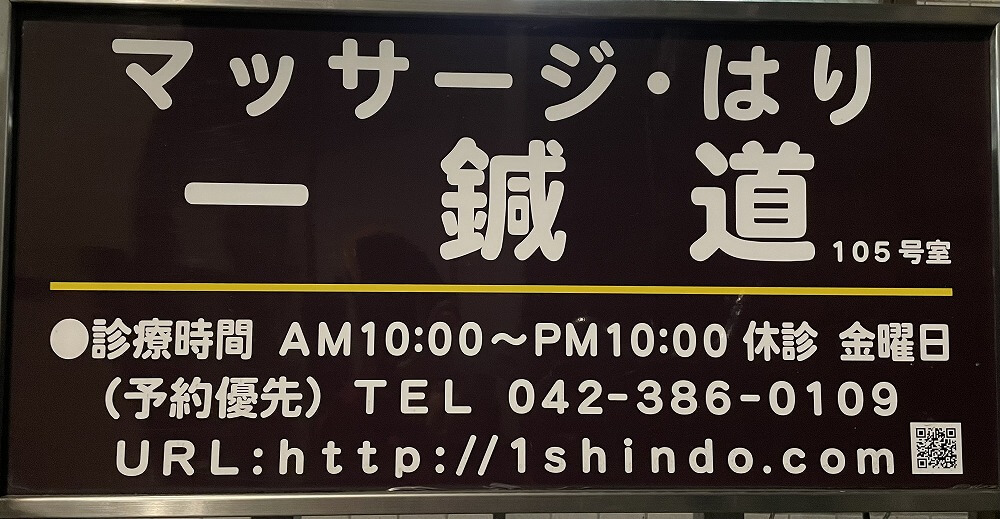 マッサージ・はり
一鍼道 105号室
●診療時間 AM10:00～PM10:00 休診 金曜日
(予約優先) TEL 042-386-0109
URL:http://1shindo.com